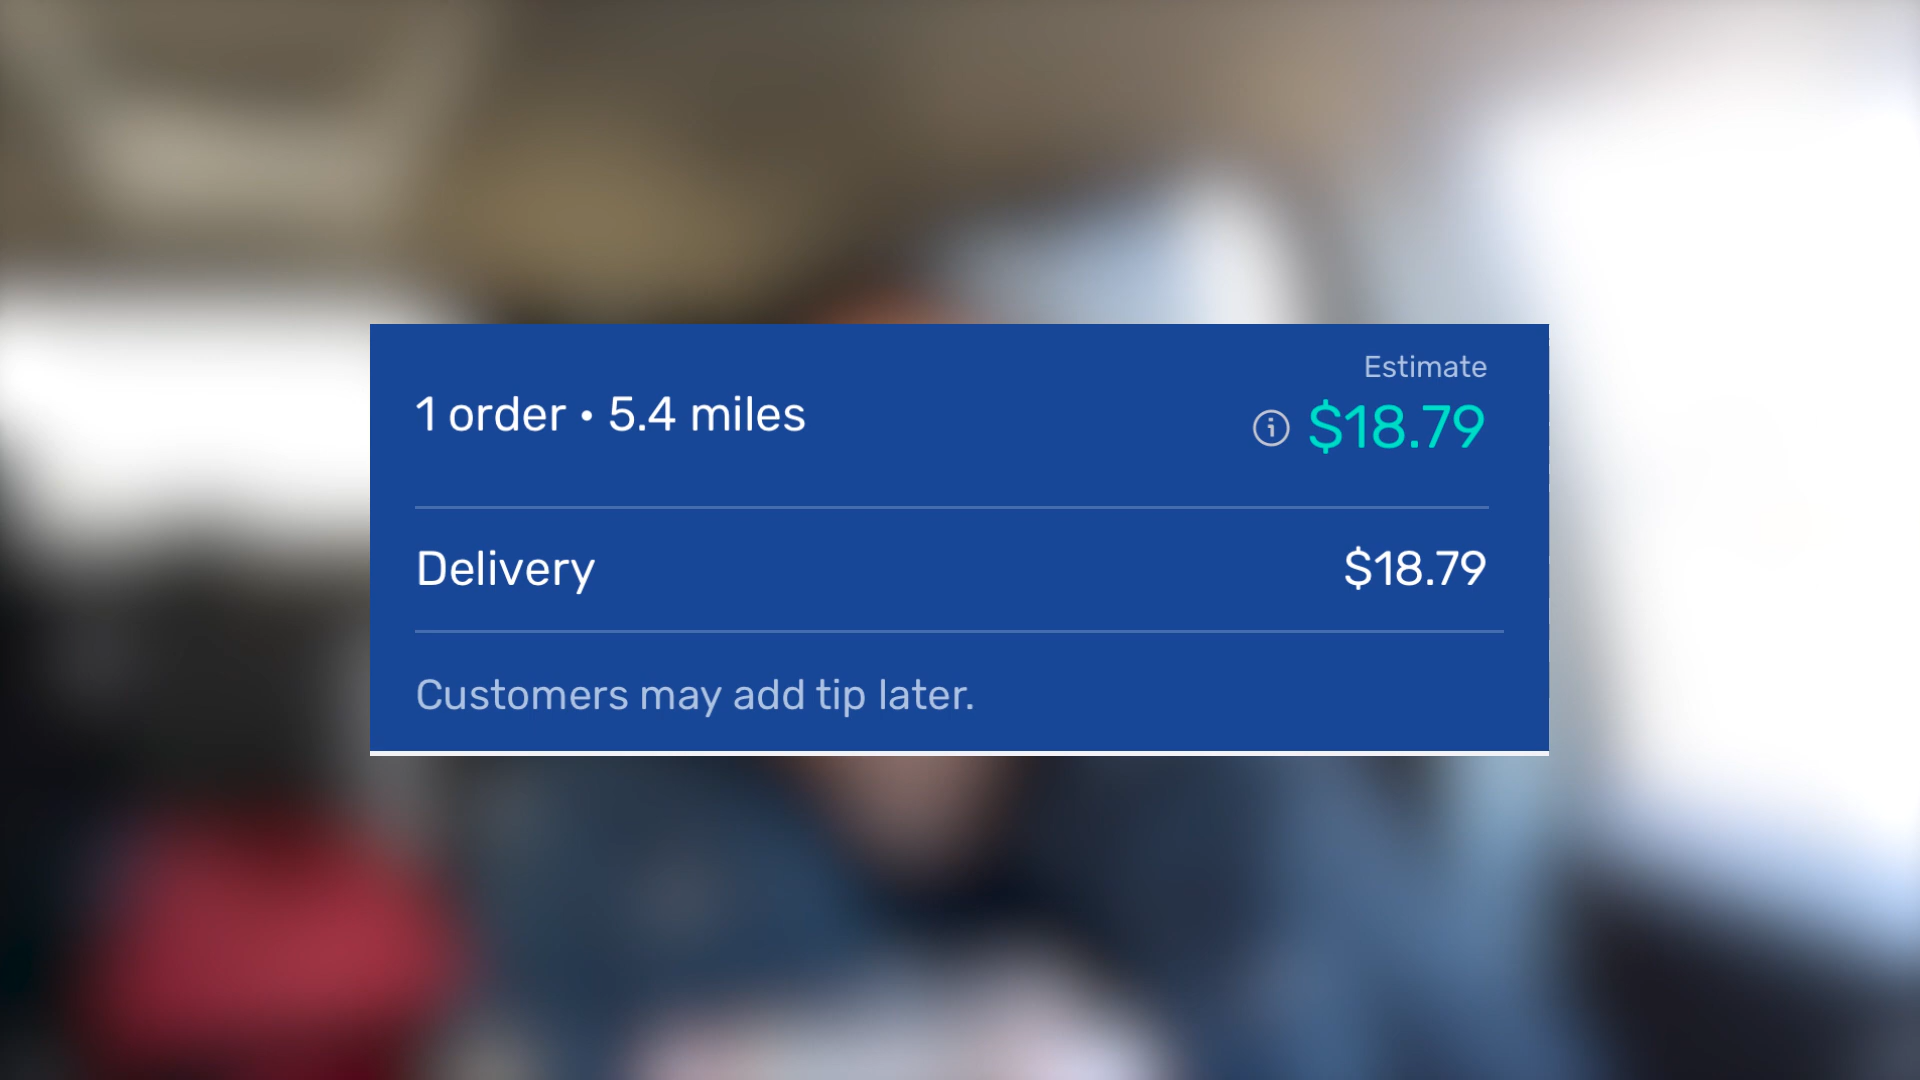 Estimate
1 order • 5.4 miles
$18.79
Delivery
$18.79
Customers may add tip later.